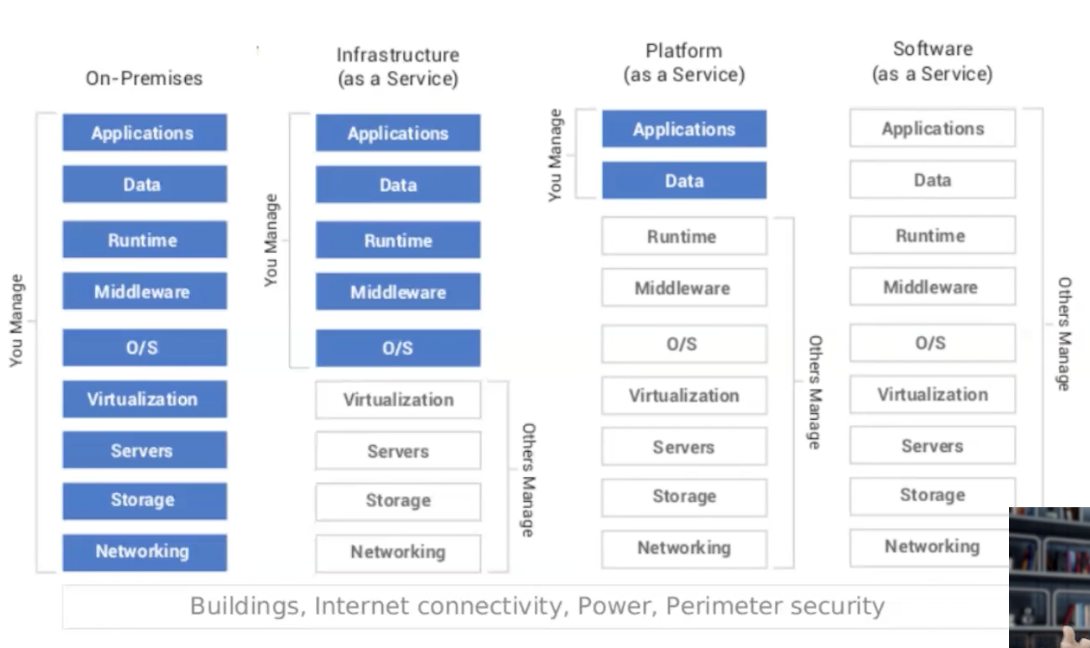 On-Premises
You Manage
Applications
Data
Runtime
Middleware
O/S
Virtualization
Servers
Storage
Networking
Infrastructure
(as a Service)
You Manage
Applications
Data
Runtime
Middleware
O/S
Virtualization
Servers
Storage
Networking
Others Manage
Platform
(as a Service)
You Manage
Applications
Data
Runtime
Middleware
O/S
Virtualization
Servers
Storage
Networking
Others Manage
Software
(as a Service)
Applications
Data
Runtime
Middleware
O/S
Virtualization
Servers
Storage
Networking
Others Manage
Buildings, Internet connectivity, Power, Perimeter security